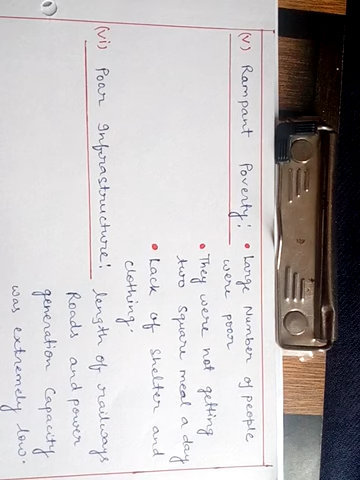 (v) Rampant Poverty: • Large Number of people
were poor
• They were not getting
two square meal a day
• Lack of shelter and
clothing.
(vi) Poor Infrastructure: length of railways
Roads and power
generation Capacity
was extremely low.